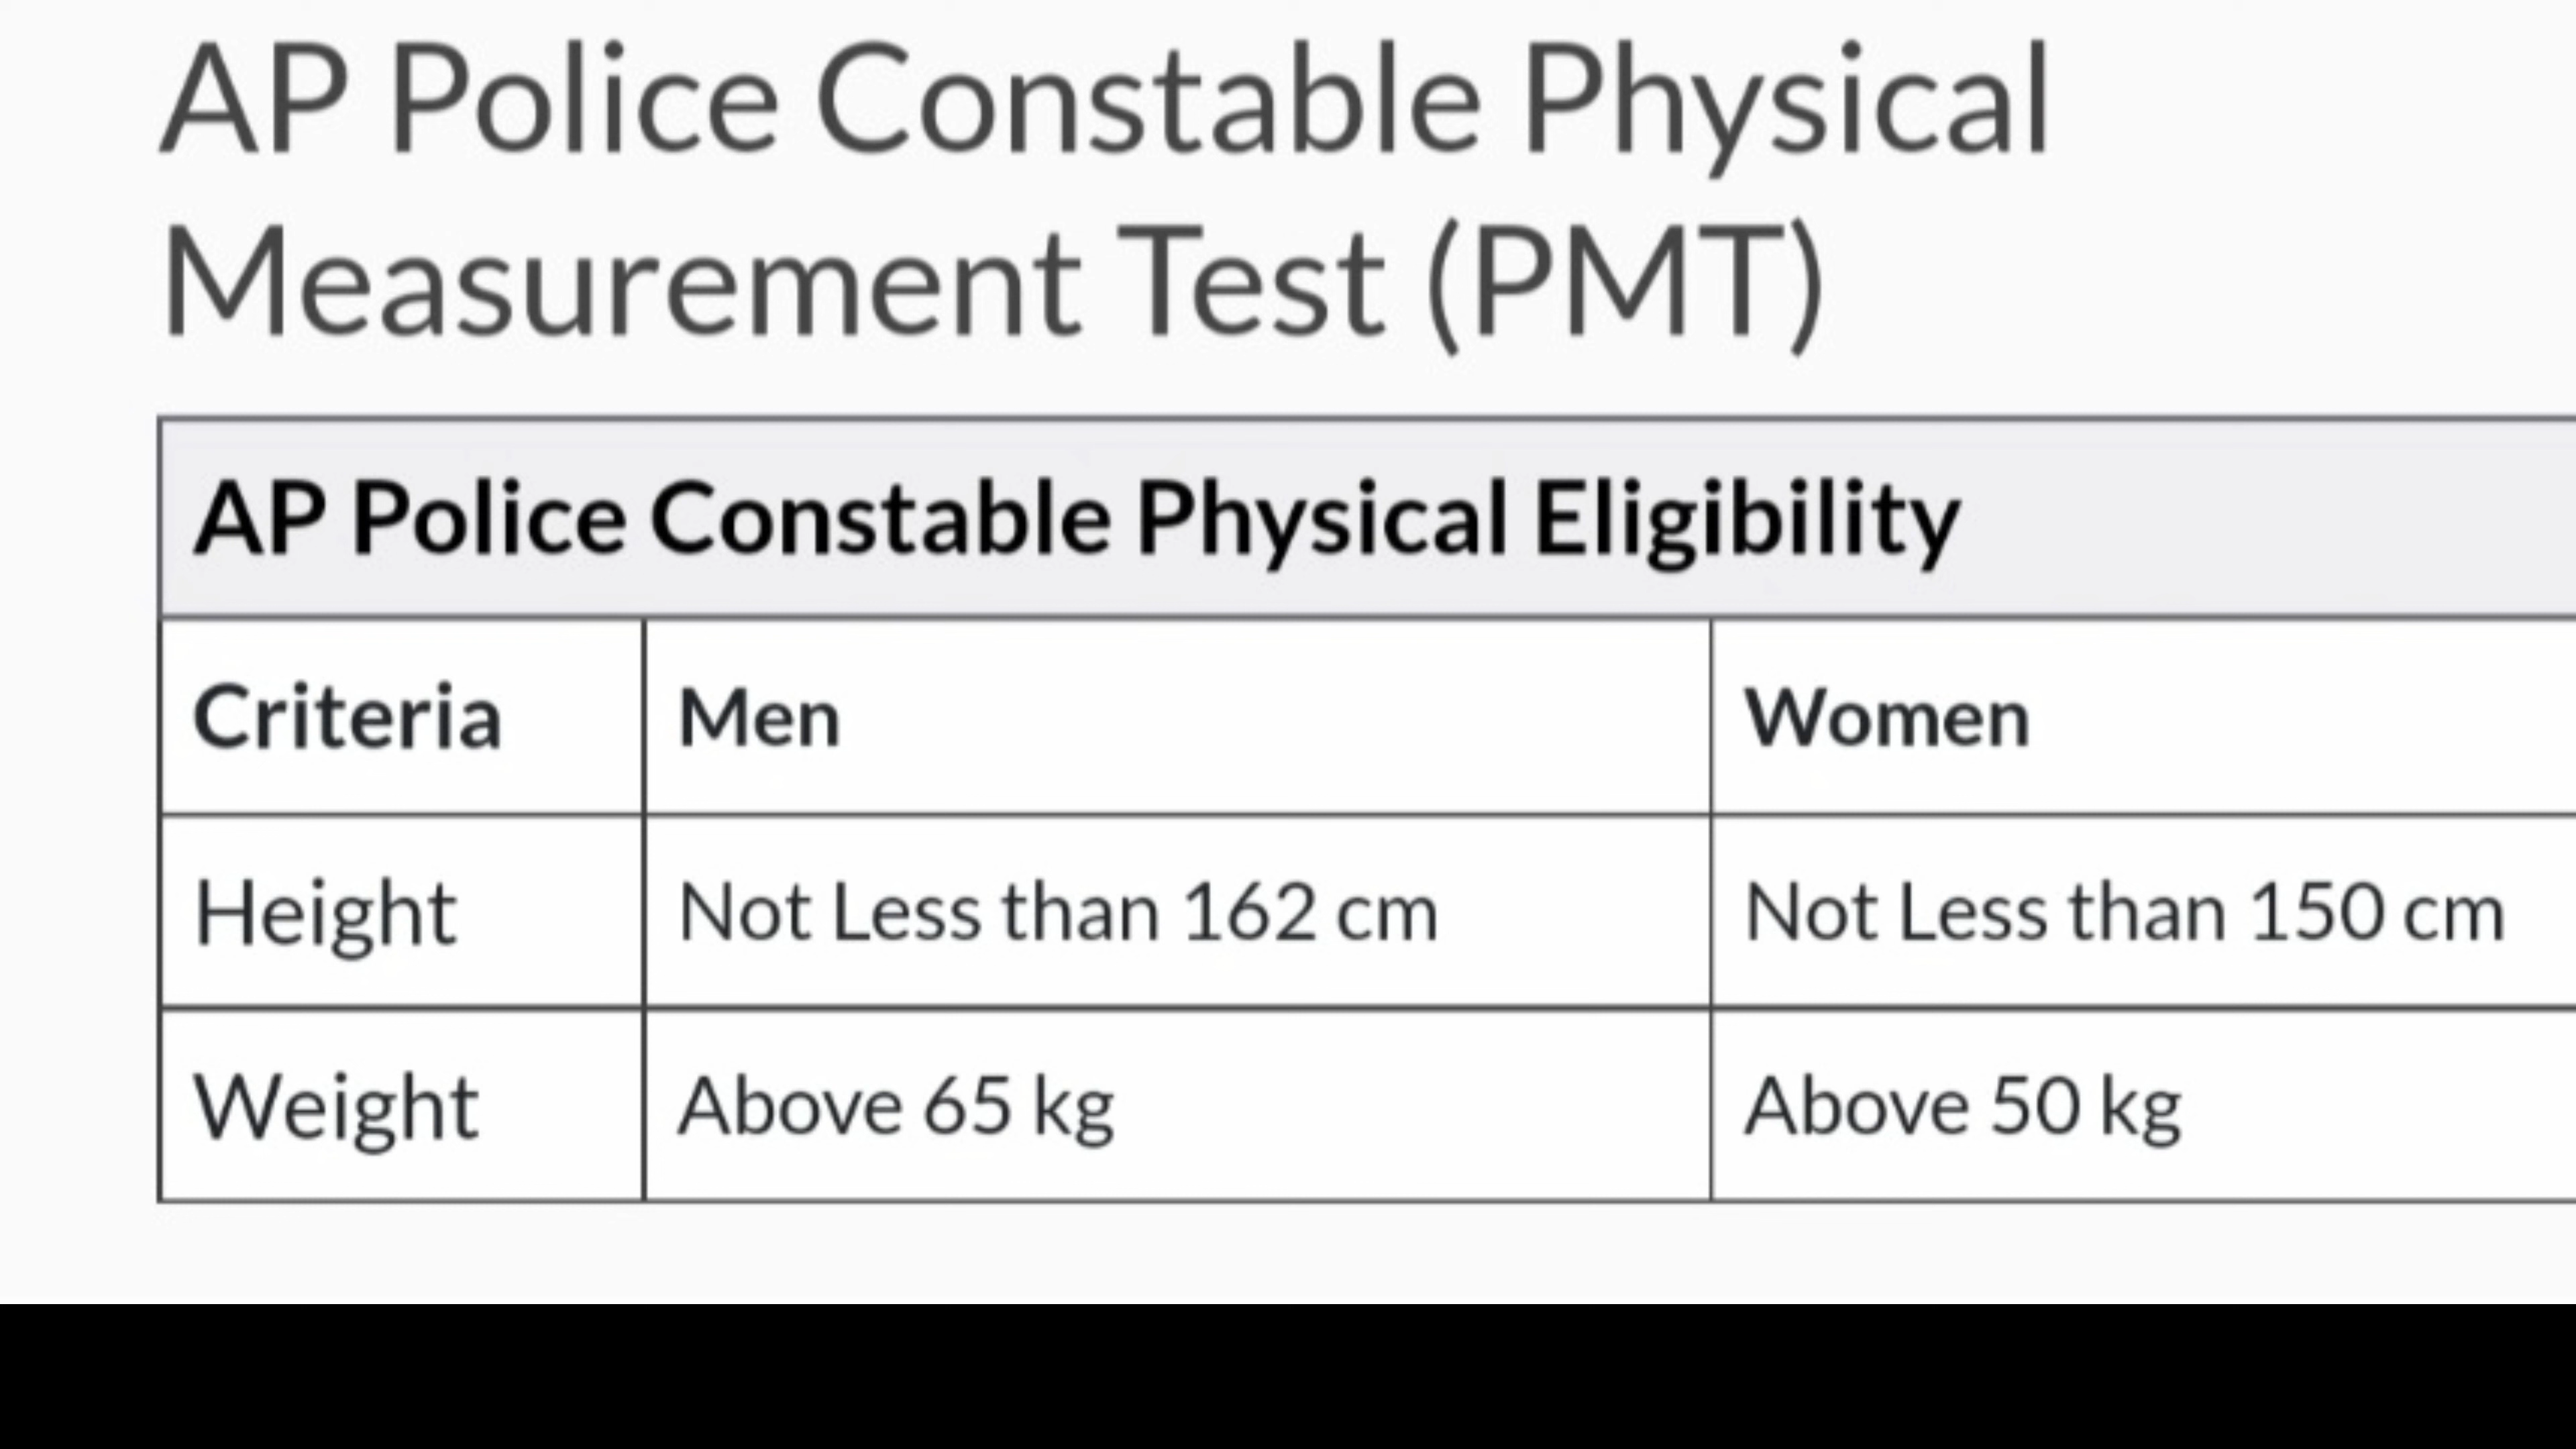 AP Police Constable Physical
Measurement Test (PMT)
AP Police Constable Physical Eligibility
Criteria Men Women
Height Not Less than 162 cm Not Less than 150 cm
Weight Above 65 kg Above 50 kg